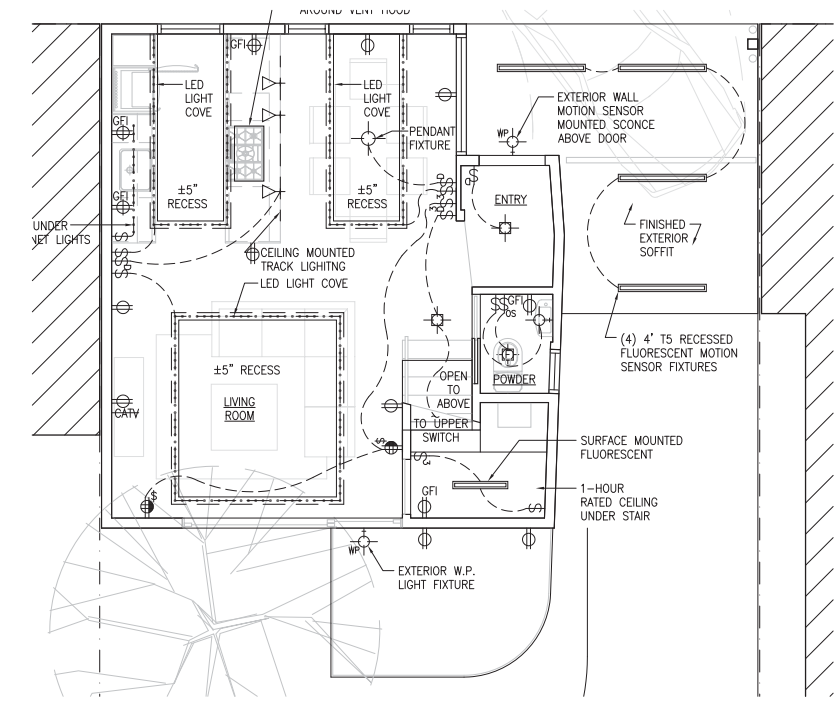 AROUND VENT HOOD
GFI
LED
LIGHT
COVE
LED
LIGHT
COVE
GFI
±5"
RECESS
±5"
RECESS
PENDANT
FIXTURE
EXTERIOR WALL
MOTION SENSOR
MOUNTED SCONCE
ABOVE DOOR
WP
GFI
UNDER
NET LIGHTS
ENTRY
FINISHED
EXTERIOR
SOFFIT
CEILING MOUNTED
TRACK LIGHITNG
LED LIGHT COVE
GFI
OS
(4) 4' T5 RECESSED
FLUORESCENT MOTION
SENSOR FIXTURES
±5" RECESS
LIVING
ROOM
CATV
OPEN
TO
ABOVE
POWDER
TO UPPER
SWITCH
SURFACE MOUNTED
FLUORESCENT
GFI
1-HOUR
RATED CEILING
UNDER STAIR
WP
EXTERIOR W.P.
LIGHT FIXTURE